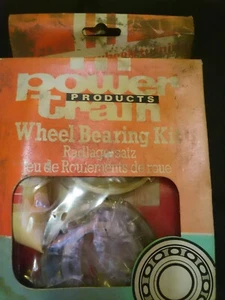 power
train
PRODUCTS
Wheel Bearing Kit
Radlagersatz
jeu de Roulements de roue